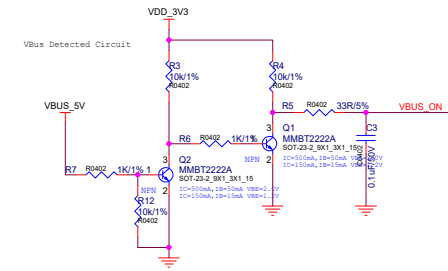 VDD_3V3
VBus Detected Circuit
R3
10k/1%
R0402
R4
10k/1%
R0402
VBUS_5V
R5
R0402
33R/5%
VBUS_ON
R6
R0402
1K/1%
3
Q1
MMBT2222A
SOT-23-2_9X1_3X1_15
NPN
2
IC=500mA,IB=50mA
IC=150mA,IB=15mA
C3
R0402
0.1uF/50V
R7
R0402
1K/1%
1
3
Q2
MMBT2222A
SOT-23-2_9X1_3X1_15
NPN
2
IC=500mA,IB=50mA VBE=2.0V
IC=150mA,IB=15mA VBE=1.2V
R12
10k/1%
R0402